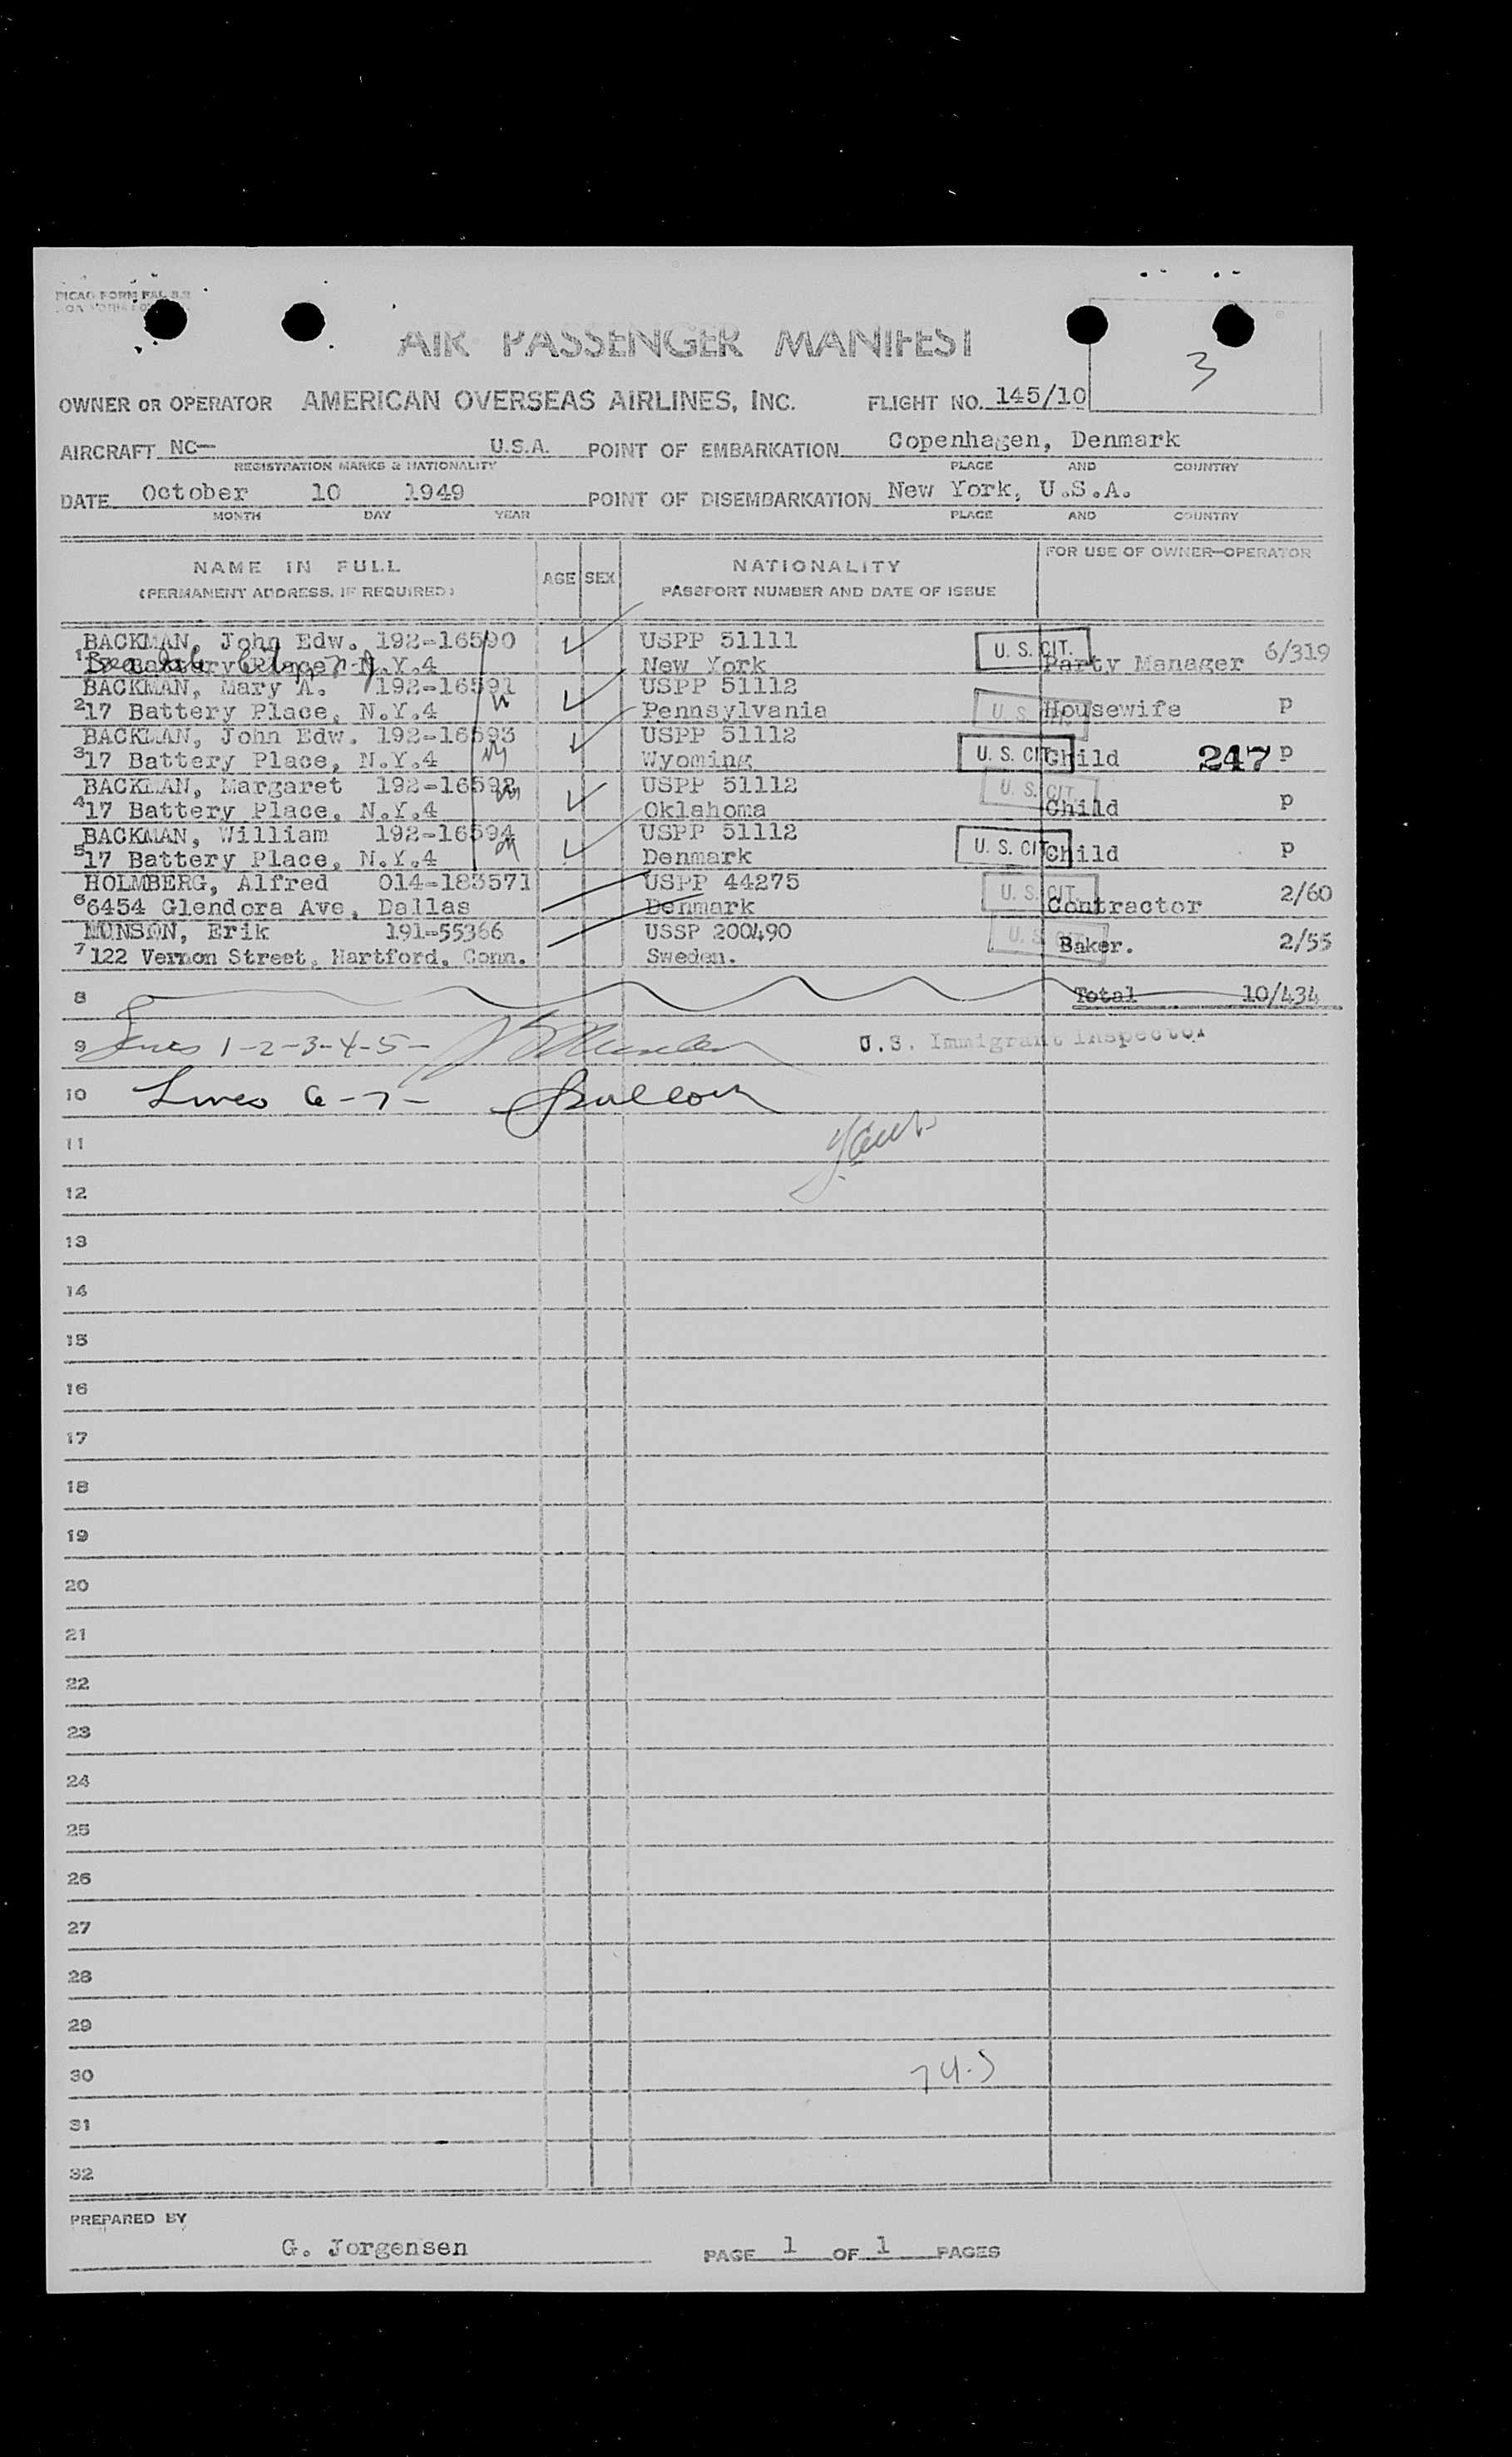 PICAO FORM FAL 8.2
AIR PASSENGER MANIFEST
3
OWNER OR OPERATOR AMERICAN OVERSEAS AIRLINES, INC. FLIGHT NO. 145/10
AIRCRAFT NC— U.S.A. POINT OF EMBARKATION Copenhagen, Denmark
REGISTRATION MARKS & NATIONALITY PLACE AND COUNTRY
DATE October 10 1949 POINT OF DISEMBARKATION New York, U.S.A.
MONTH DAY YEAR PLACE AND COUNTRY
NAME IN FULL AGE SEX NATIONALITY FOR USE OF OWNER—OPERATOR
(PERMANENT ADDRESS, IF REQUIRED) PASSPORT NUMBER AND DATE OF ISSUE
BACKMAN, John Edw. 192-16590 USPP 51111 U. S. CIT. 6/319
1 17 Battery Place, N.Y.4 New York Party Manager
BACKMAN, Mary A. 192-16591 USPP 51112
2 17 Battery Place, N.Y.4 Pennsylvania U. S. Housewife p
BACKMAN, John Edw. 192-16593 USPP 51112
3 17 Battery Place, N.Y.4 Wyoming U. S. CIT. Child 247 p
BACKMAN, Margaret 192-16592 USPP 51112 U. S. CIT.
4 17 Battery Place, N.Y.4 Oklahoma Child p
BACKMAN, William 192-16594 USPP 51112
5 17 Battery Place, N.Y.4 Denmark U. S. CIT. Child p
HOLMBERG, Alfred 014-183571 USPP 44275 U. S. CIT. 2/60
6 6454 Glendora Ave, Dallas Denmark Contractor
MUNSON, Erik 191-55366 USSP 200490 U. S. CIT. 2/55
7 122 Vernon Street, Hartford, Conn. Sweden. Baker.
8 Total 10/434
9 Lines 1-2-3-4-5- U.S. Immigrant Inspector
10 Lines 6-7-
11
12
13
14
15
16
17
18
19
20
21
22
23
24
25
26
27
28
29
30
31
32
PREPARED BY
G. Jorgensen PAGE 1 OF 1 PAGES